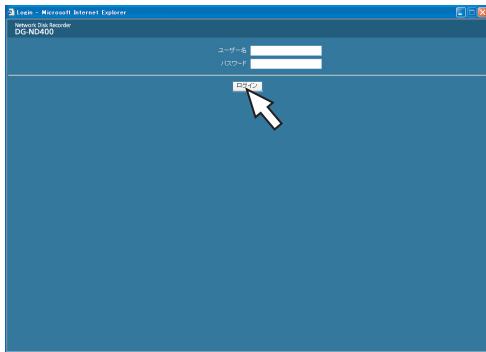 Login - Microsoft Internet Explorer
Network Disk Recorder
DG-ND400
ユーザー名
パスワード
ログイン